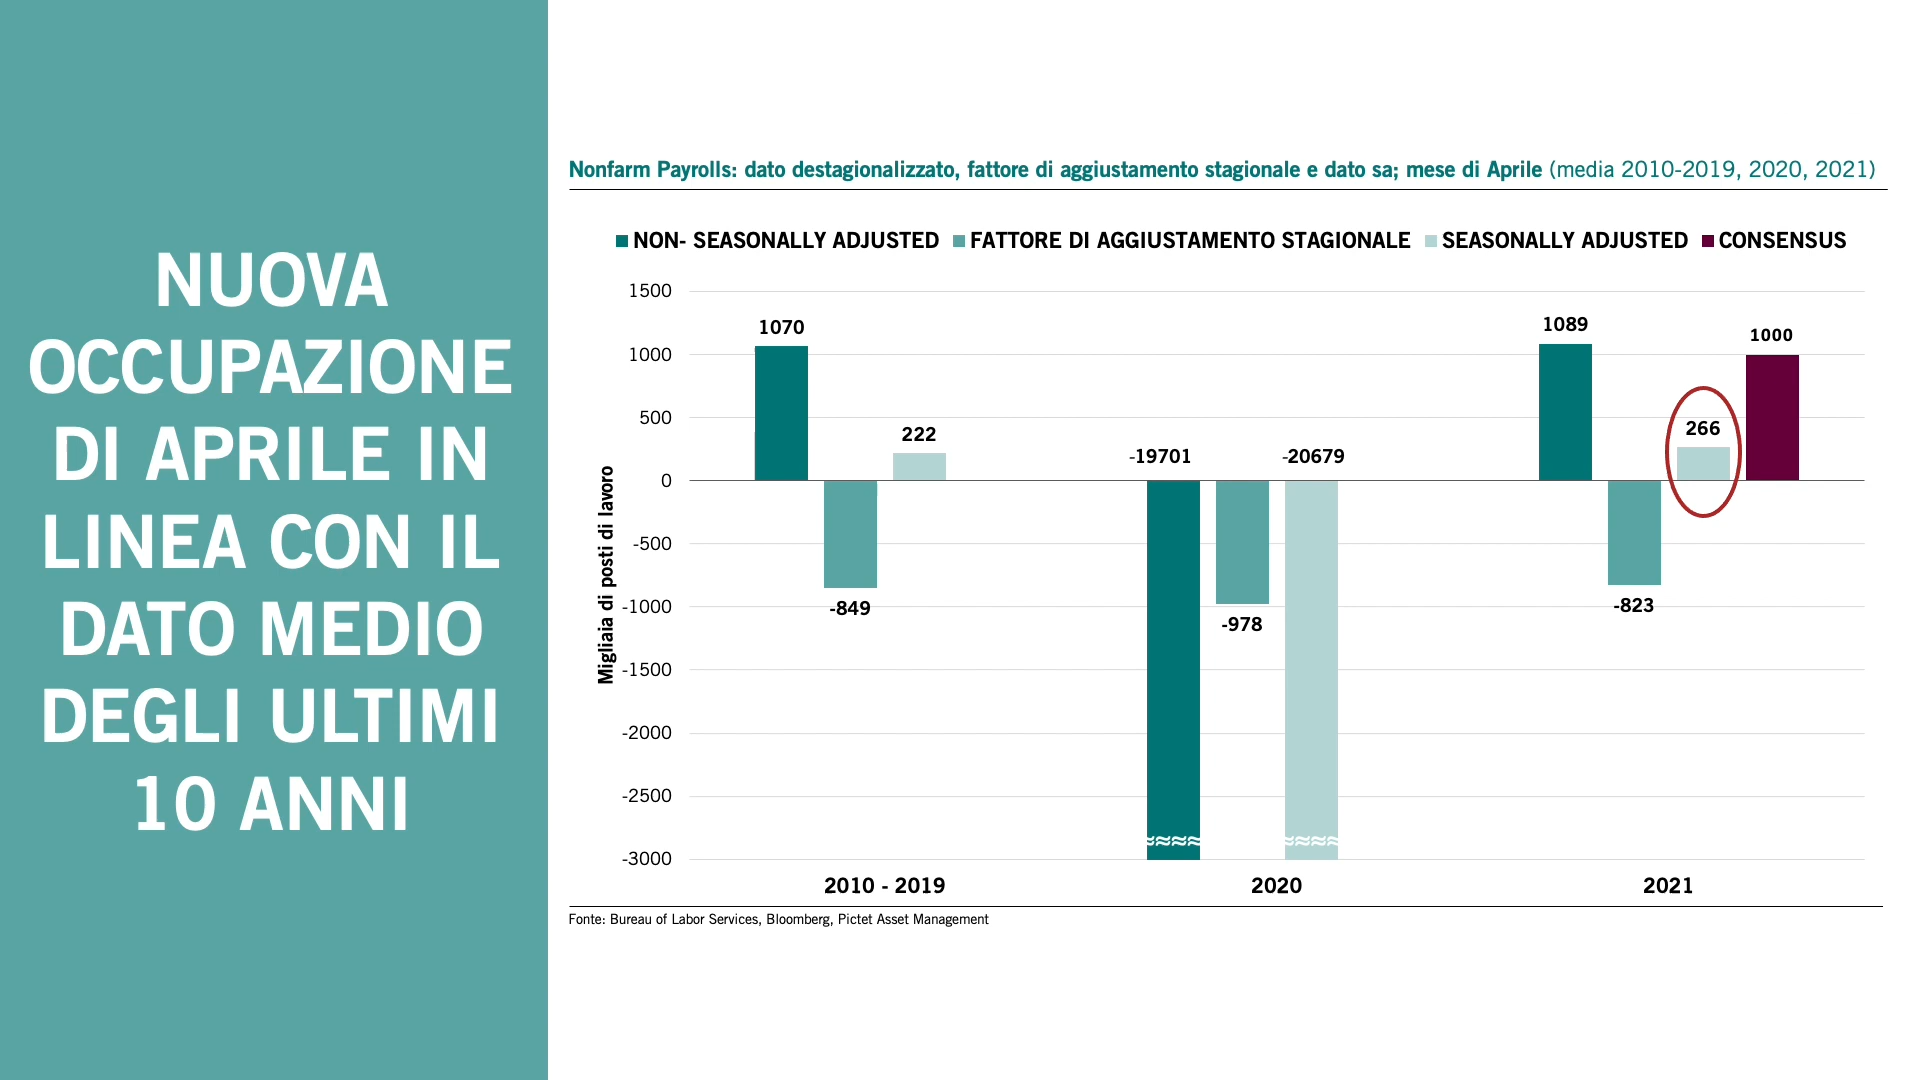 NUOVA
OCCUPAZIONE
DI APRILE IN
LINEA CON IL
DATO MEDIO
DEGLI ULTIMI
10 ANNI
Nonfarm Payrolls: dato destagionalizzato, fattore di aggiustamento stagionale e dato sa; mese di Aprile (media 2010-2019, 2020, 2021)
NON- SEASONALLY ADJUSTED FATTORE DI AGGIUSTAMENTO STAGIONALE SEASONALLY ADJUSTED CONSENSUS
Migliaia di posti di lavoro
1500
1000
500
0
-500
-1000
-1500
-2000
-2500
-3000
1070
-849
222
-19701
-978
-20679
1089
-823
266
1000
2010 - 2019
2020
2021
Fonte: Bureau of Labor Services, Bloomberg, Pictet Asset Management